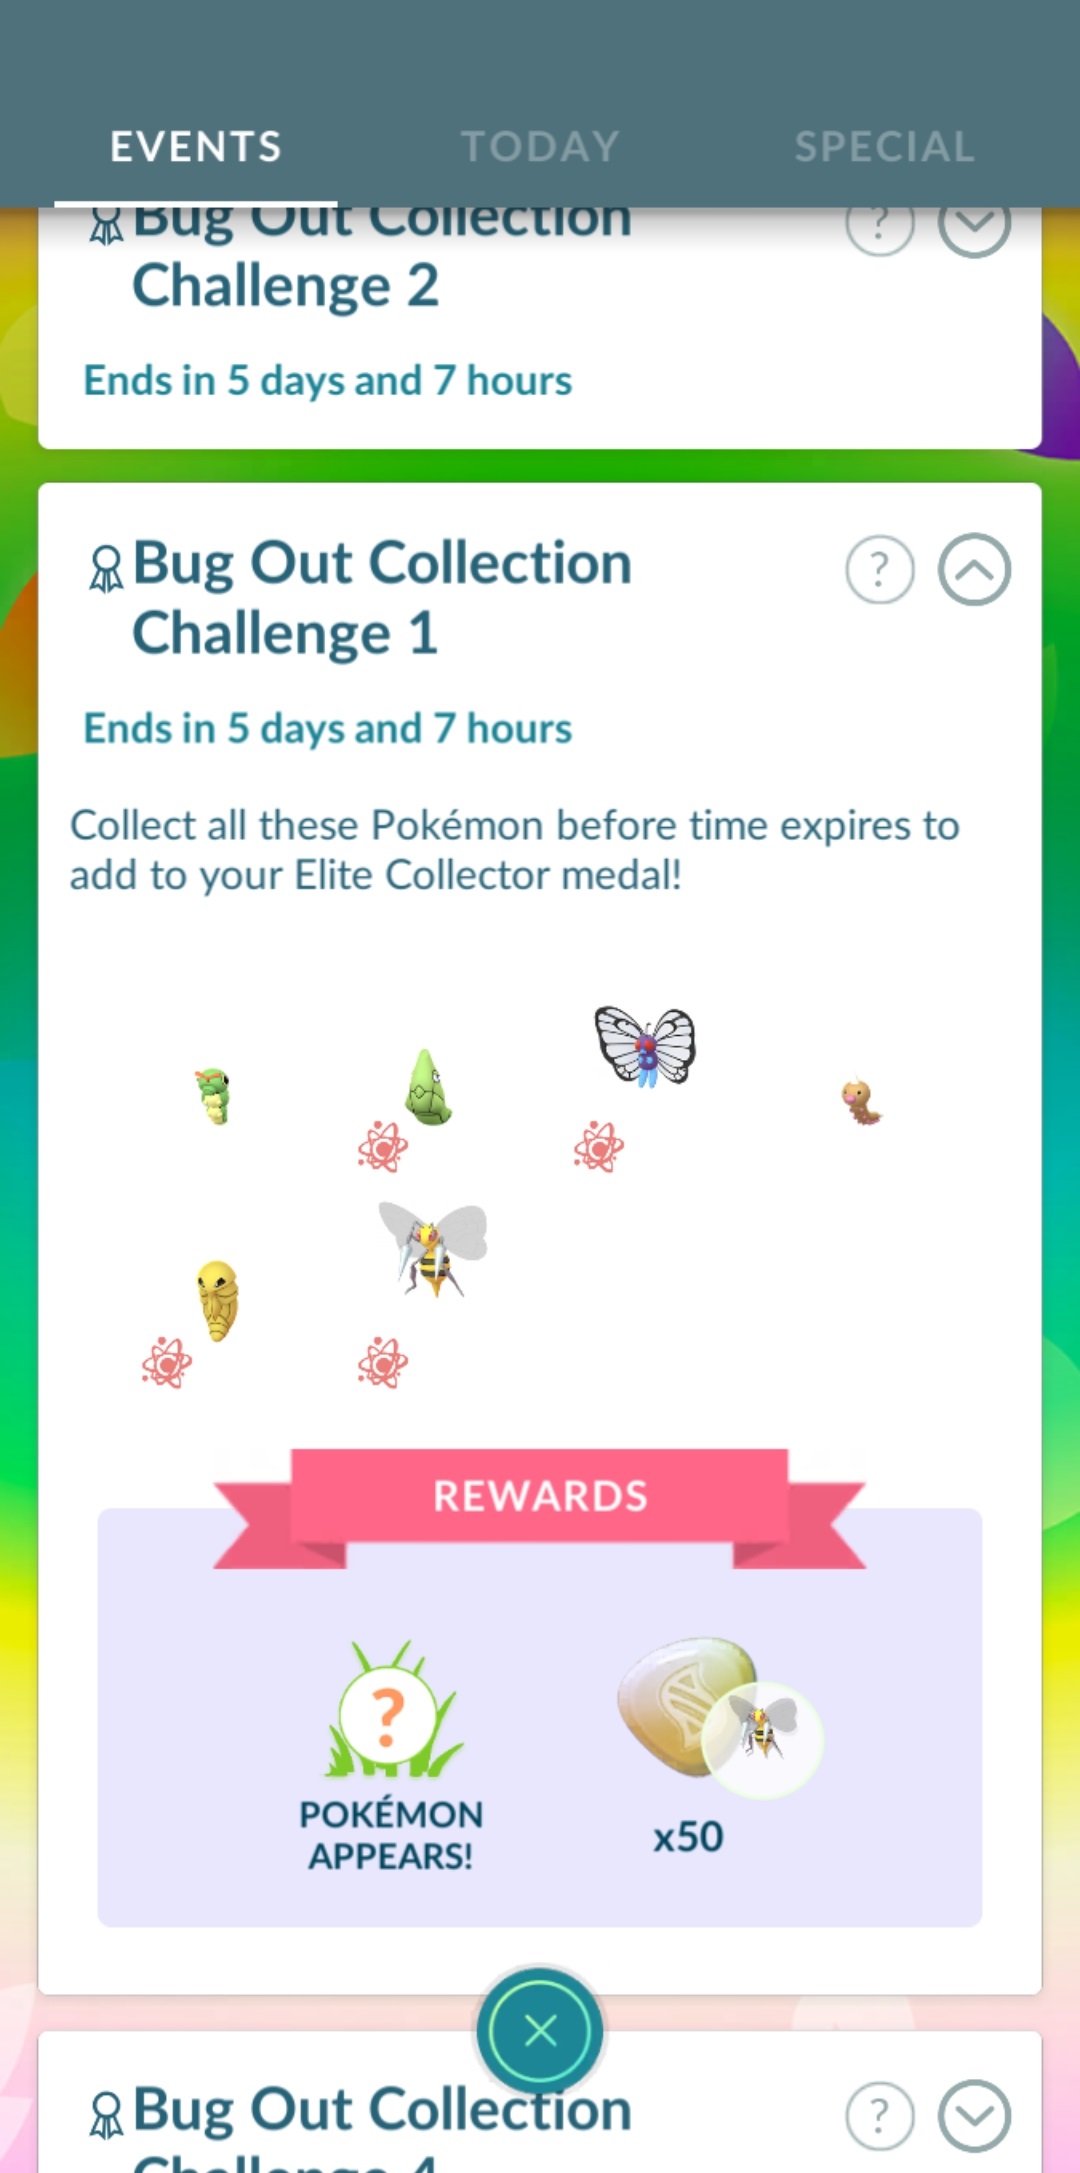 EVENTS
TODAY
SPECIAL
Bug Out Collection
Challenge 2
Ends in 5 days and 7 hours
Bug Out Collection
Challenge 1
?
Ends in 5 days and 7 hours
Collect all these Pokémon before time expires to
add to your Elite Collector medal!
REWARDS
?
POKÉMON
APPEARS!
x50
Bug Out Collection
?
Challenge 4